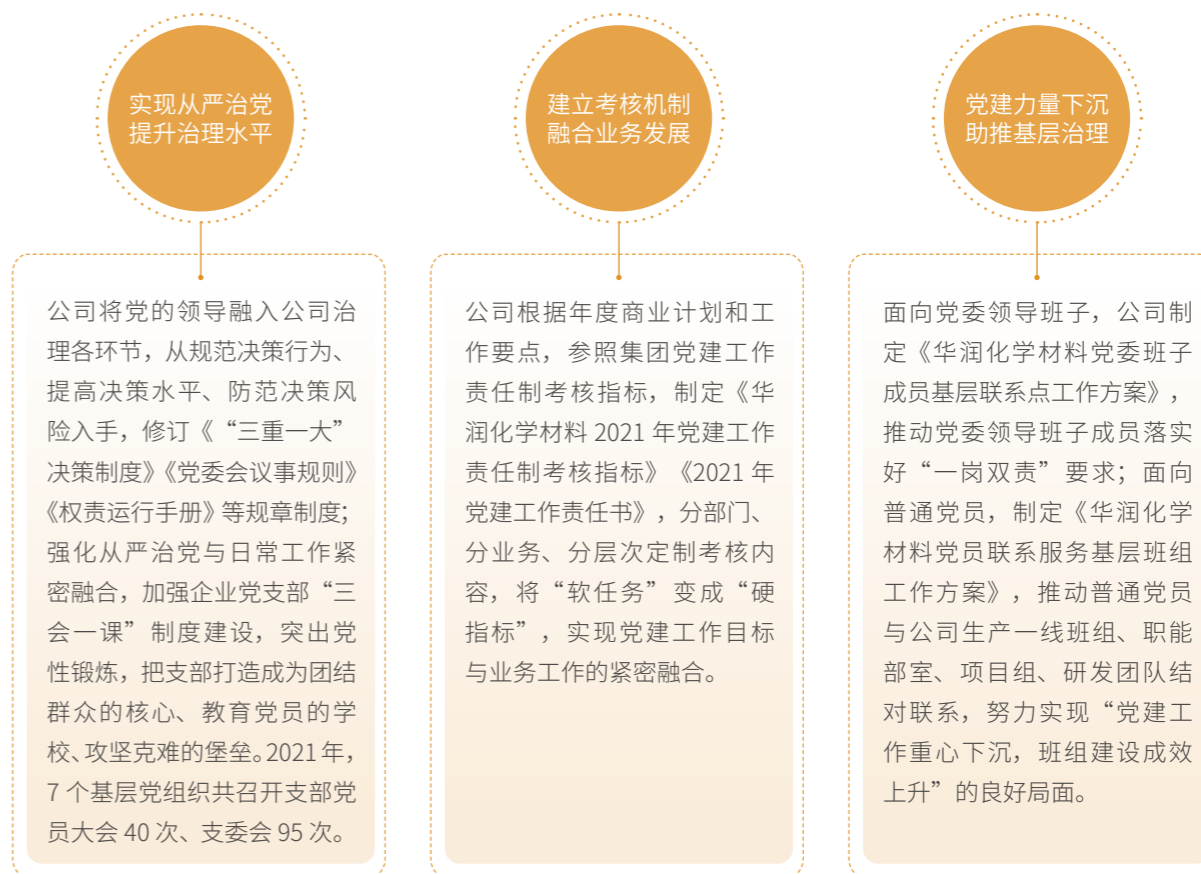 实现从严治党
提升治理水平
公司将党的领导融入公司治
理各环节，从规范决策行为、
提高决策水平、防范决策风
险入手，修订《“三重一大”
决策制度》《党委会议事规则》
《权责运行手册》等规章制度；
强化从严治党与日常工作紧
密融合，加强企业党支部“三
会一课”制度建设，突出党
性锻炼，把支部打造成为团结
群众的核心、教育党员的学
校、攻坚克难的堡垒。2021年，
7 个基层党组织共召开支部党
员大会 40 次、支委会 95 次。
建立考核机制
融合业务发展
公司根据年度商业计划和工
作要点，参照集团党建工作
责任制考核指标，制定《华
润化学材料 2021 年党建工作
责任制考核指标》《2021 年
党建工作责任书》，分部门、
分业务、分层次定制考核内
容，将“软任务”变成“硬
指标”，实现党建工作目标
与业务工作的紧密融合。
党建力量下沉
助推基层治理
面向党委领导班子，公司制
定《华润化学材料党委班子
成员基层联系点工作方案》，
推动党委领导班子成员落实
好“一岗双责”要求；面向
普通党员，制定《华润化学
材料党员联系服务基层班组
工作方案》，推动普通党员
与公司生产一线班组、职能
部室、项目组、研发团队结
对联系，努力实现“党建工
作重心下沉，班组建设成效
上升”的良好局面。